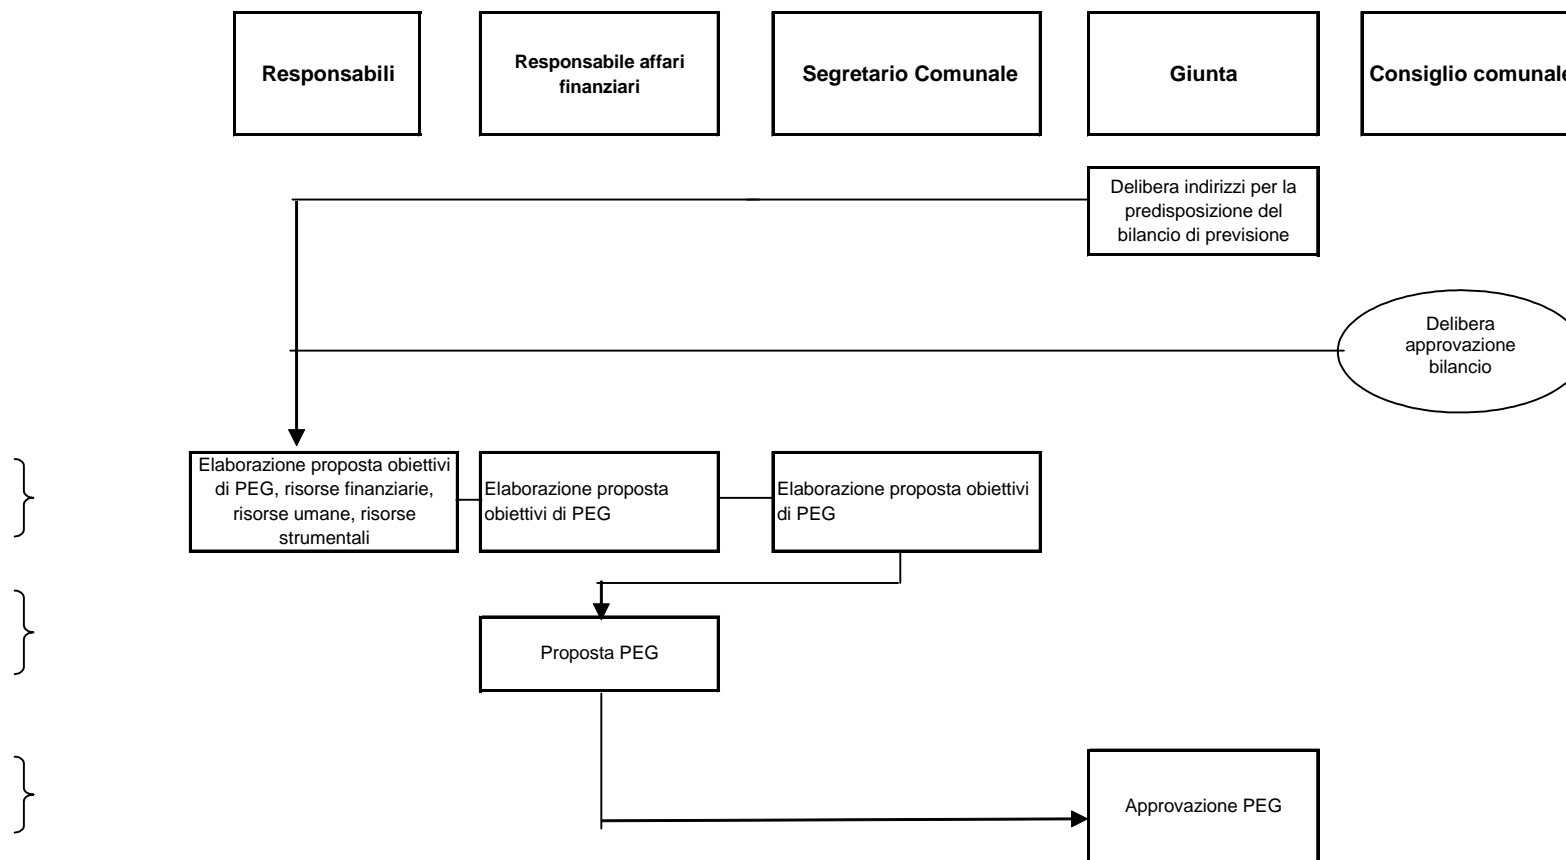 Responsabili
Responsabile affari
finanziari
Segretario Comunale
Giunta
Consiglio comunale
Delibera indirizzi per la
predisposizione del
bilancio di previsione
Delibera
approvazione
bilancio
Elaborazione proposta obiettivi
di PEG, risorse finanziarie,
risorse umane, risorse
strumentali
Elaborazione proposta
obiettivi di PEG
Elaborazione proposta obiettivi
di PEG
Proposta PEG
Approvazione PEG